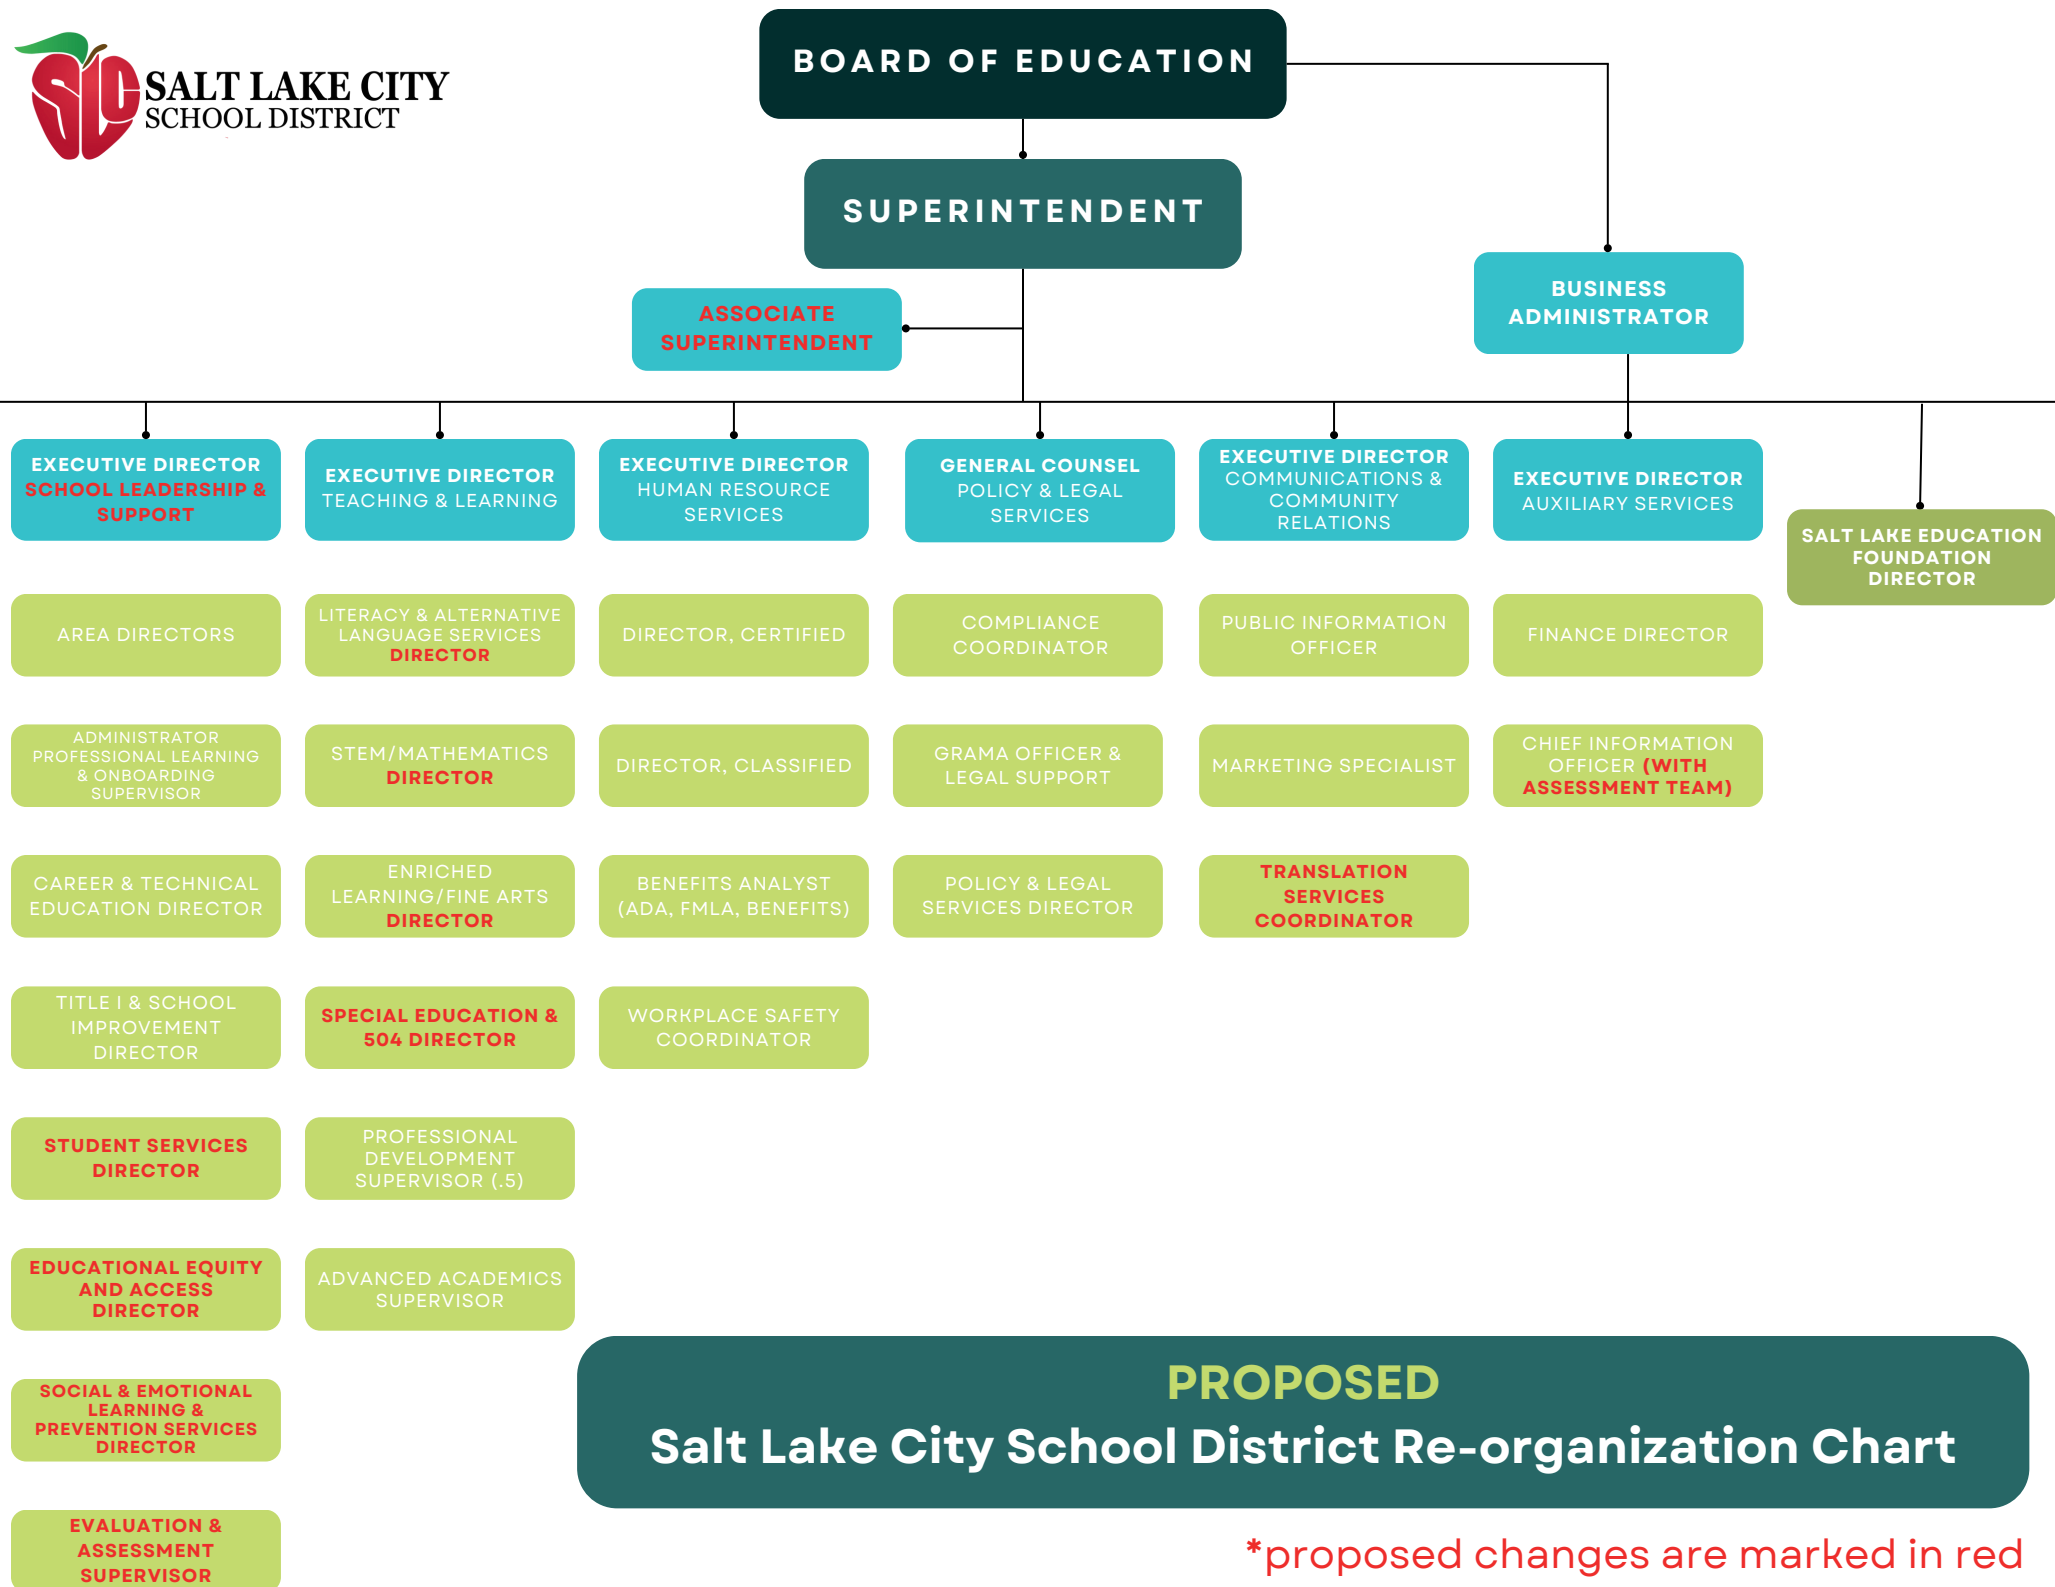 SLC
SALT LAKE CITY
SCHOOL DISTRICT
BOARD OF EDUCATION
SUPERINTENDENT
ASSOCIATE
SUPERINTENDENT
BUSINESS
ADMINISTRATOR
EXECUTIVE DIRECTOR
SCHOOL LEADERSHIP &
SUPPORT
AREA DIRECTORS
ADMINISTRATOR
PROFESSIONAL LEARNING
& ONBOARDING
SUPERVISOR
CAREER & TECHNICAL
EDUCATION DIRECTOR
TITLE I & SCHOOL
IMPROVEMENT
DIRECTOR
STUDENT SERVICES
DIRECTOR
EDUCATIONAL EQUITY
AND ACCESS
DIRECTOR
SOCIAL & EMOTIONAL
LEARNING &
PREVENTION SERVICES
DIRECTOR
EVALUATION &
ASSESSMENT
SUPERVISOR
EXECUTIVE DIRECTOR
TEACHING & LEARNING
LITERACY & ALTERNATIVE
LANGUAGE SERVICES
DIRECTOR
STEM/MATHEMATICS
DIRECTOR
ENRICHED
LEARNING/FINE ARTS
DIRECTOR
SPECIAL EDUCATION &
504 DIRECTOR
PROFESSIONAL
DEVELOPMENT
SUPERVISOR (.5)
ADVANCED ACADEMICS
SUPERVISOR
EXECUTIVE DIRECTOR
HUMAN RESOURCE
SERVICES
DIRECTOR, CERTIFIED
DIRECTOR, CLASSIFIED
BENEFITS ANALYST
(ADA, FMLA, BENEFITS)
WORKPLACE SAFETY
COORDINATOR
GENERAL COUNSEL
POLICY & LEGAL
SERVICES
COMPLIANCE
COORDINATOR
GRAMA OFFICER &
LEGAL SUPPORT
POLICY & LEGAL
SERVICES DIRECTOR
EXECUTIVE DIRECTOR
COMMUNICATIONS &
COMMUNITY
RELATIONS
PUBLIC INFORMATION
OFFICER
MARKETING SPECIALIST
TRANSLATION
SERVICES
COORDINATOR
EXECUTIVE DIRECTOR
AUXILIARY SERVICES
FINANCE DIRECTOR
CHIEF INFORMATION
OFFICER (WITH
ASSESSMENT TEAM)
SALT LAKE EDUCATION
FOUNDATION
DIRECTOR
PROPOSED
Salt Lake City School District Re-organization Chart
*proposed changes are marked in red